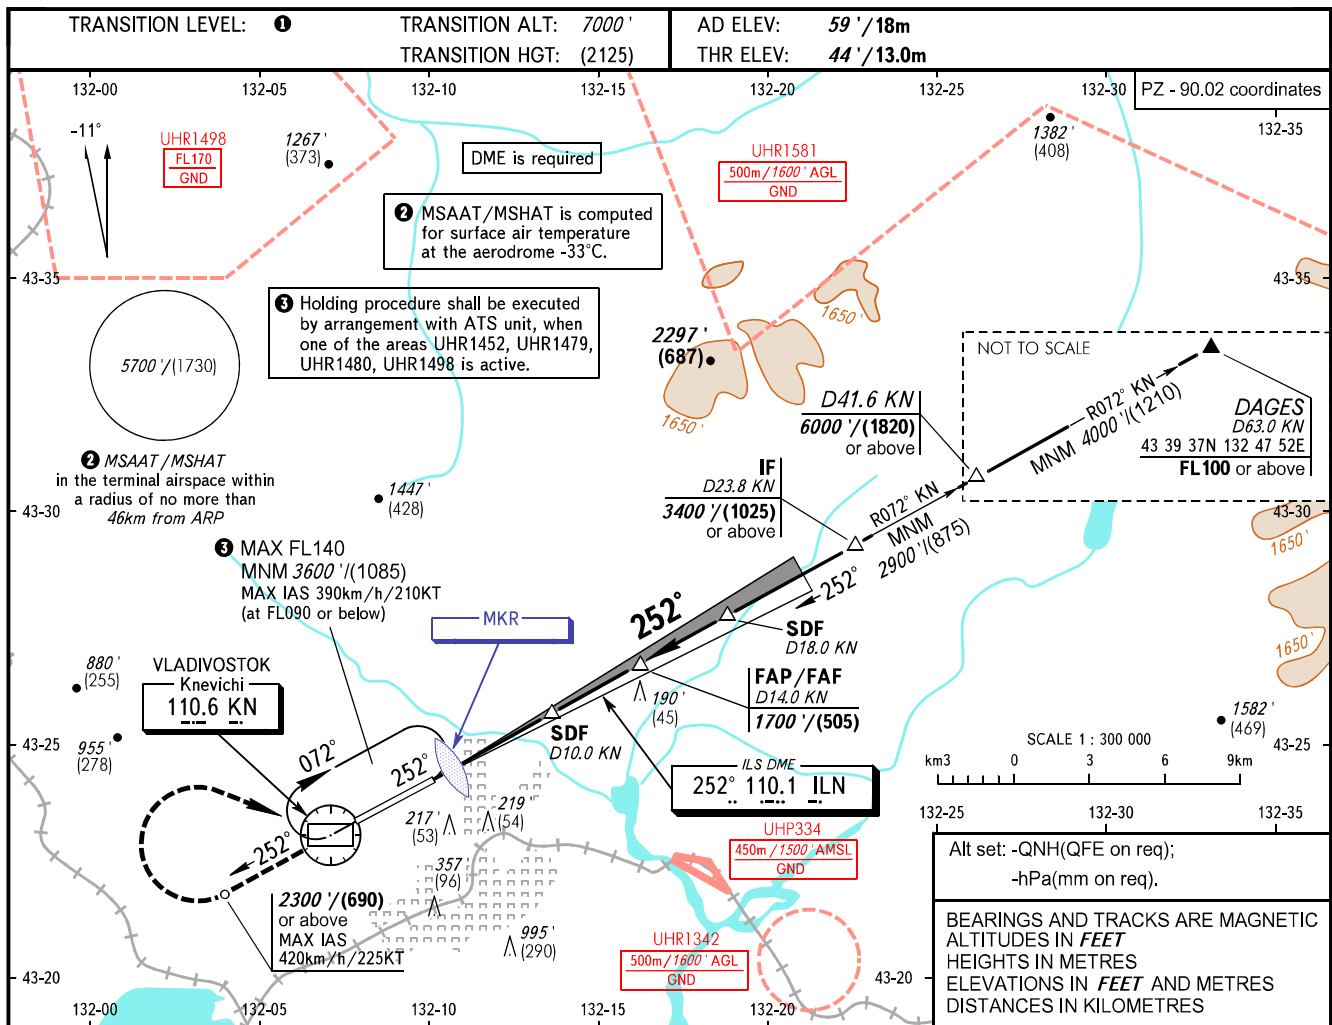 TRANSITION LEVEL: ❶
TRANSITION ALT: 7000'
TRANSITION HGT: (2125)
AD ELEV: 59'/18m
THR ELEV: 44'/13.0m
132-00 132-05 132-10 132-15 132-20 132-25 132-30
PZ - 90.02 coordinates
132-35
-11°
UHR1498
FL170
GND
1267'
(373)
DME is required
UHR1581
500m/1600' AGL
GND
1382'
(408)
❷ MSAAT/MSHAT is computed
for surface air temperature
at the aerodrome -33°C.
43-35
43-35
❸ Holding procedure shall be executed
by arrangement with ATS unit, when
one of the areas UHR1452, UHR1479,
UHR1480, UHR1498 is active.
1650'
2297'
(687)
1650'
5700'/(1730)
❷ MSAAT/MSHAT
in the terminal airspace within
a radius of no more than
46km from ARP
NOT TO SCALE
R072° KN
MNM 4000'/(1210)
DAGES
D63.0 KN
43 39 37N 132 47 52E
FL100 or above
D41.6 KN
6000'/(1820)
or above
IF
D23.8 KN
3400'/(1025)
or above
R072° KN
MNM
2900'/(875)
1447'
(428)
43-30
43-30
1650'
❸ MAX FL140
MNM 3600'/(1085)
MAX IAS 390km/h/210KT
(at FL090 or below)
MKR
252°
252°
SDF
D18.0 KN
1650'
880'
(255)
VLADIVOSTOK
Knevichi
110.6 KN
FAP/FAF
D14.0 KN
1700'/(505)
190'
(45)
1582'
(469)
955'
(278)
SDF
D10.0 KN
43-25
43-25
SCALE 1 : 300 000
km3 0 3 6 9km
072°
252°
ILS DME
252° 110.1 ILN
132-25 132-30 132-35
217'
(53)
219'
(54)
UHP334
450m/1500' AMSL
GND
252°
357'
(96)
Alt set: -QNH(QFE on req);
-hPa(mm on req).
2300'/(690)
or above
MAX IAS
420km/h/225KT
995'
(290)
UHR1342
500m/1600' AGL
GND
BEARINGS AND TRACKS ARE MAGNETIC
ALTITUDES IN FEET
HEIGHTS IN METRES
ELEVATIONS IN FEET AND METRES
DISTANCES IN KILOMETRES
43-20
43-20
132-00 132-05 132-10 132-15 132-20